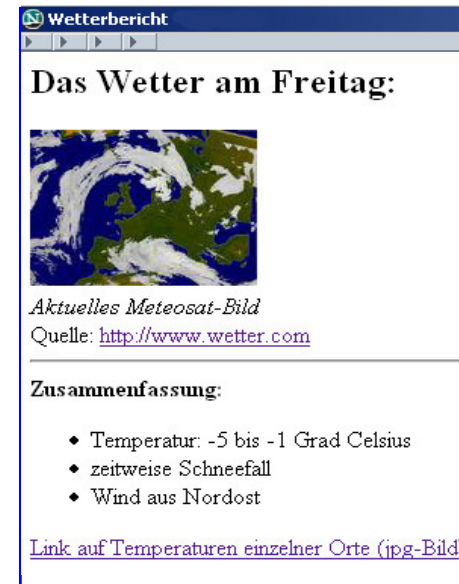 Wetterbericht
Das Wetter am Freitag:
Aktuelles Meteosat-Bild
Quelle: http://www.wetter.com
Zusammenfassung:
Temperatur: -5 bis -1 Grad Celsius
zeitweise Schneefall
Wind aus Nordost
Link auf Temperaturen einzelner Orte (jpg-Bild